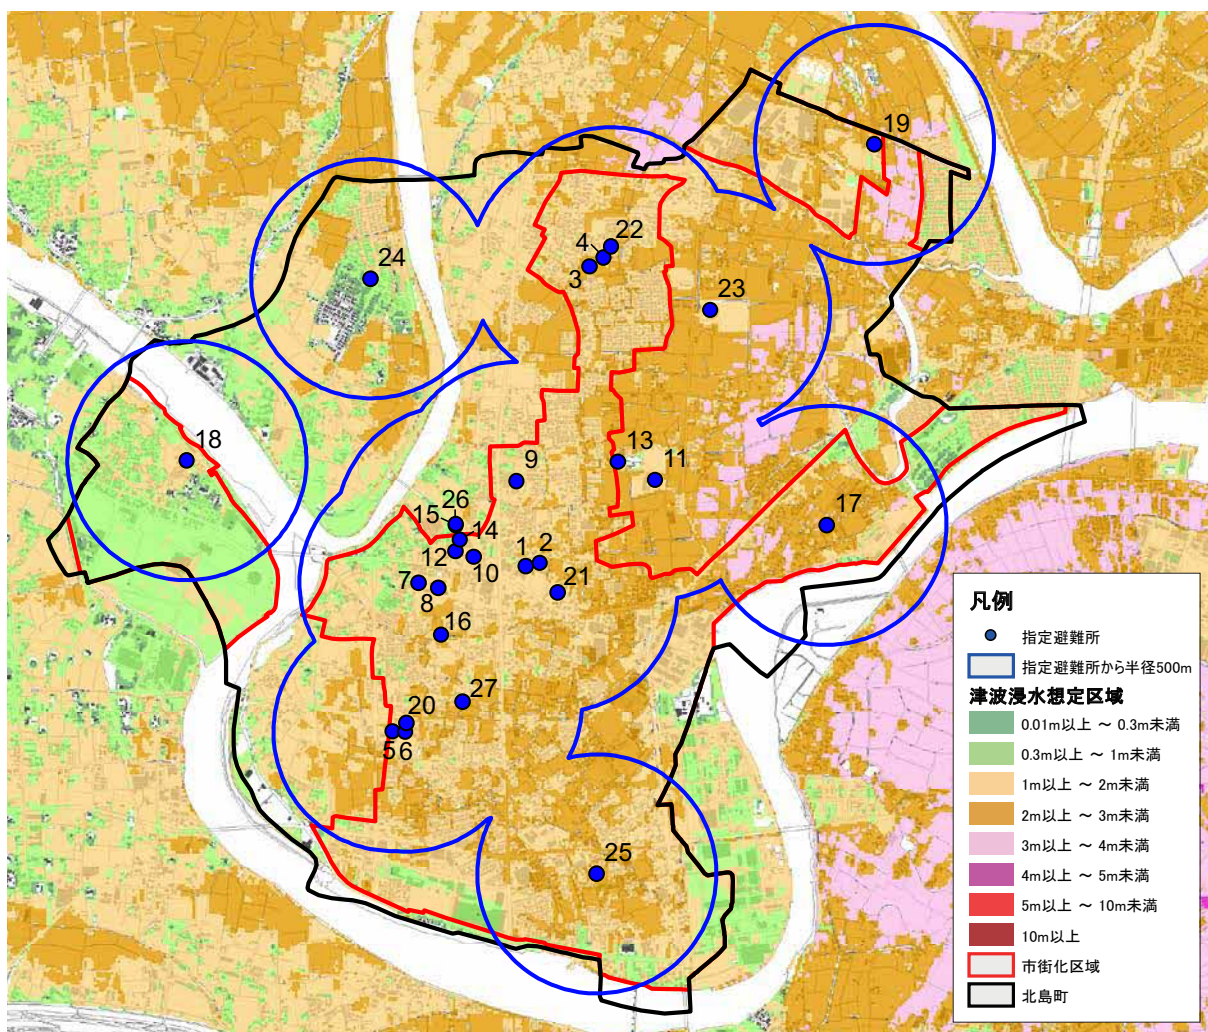 19
22
4
3
24
23
18
13
11
9
26
15
14
17
12
10
1
2
7
8
21
16
27
20
5
6
25
凡例
指定避難所
指定避難所から半径500m
津波浸水想定区域
0.01m以上 ～ 0.3m未満
0.3m以上 ～ 1m未満
1m以上 ～ 2m未満
2m以上 ～ 3m未満
3m以上 ～ 4m未満
4m以上 ～ 5m未満
5m以上 ～ 10m未満
10m以上
市街化区域
北島町